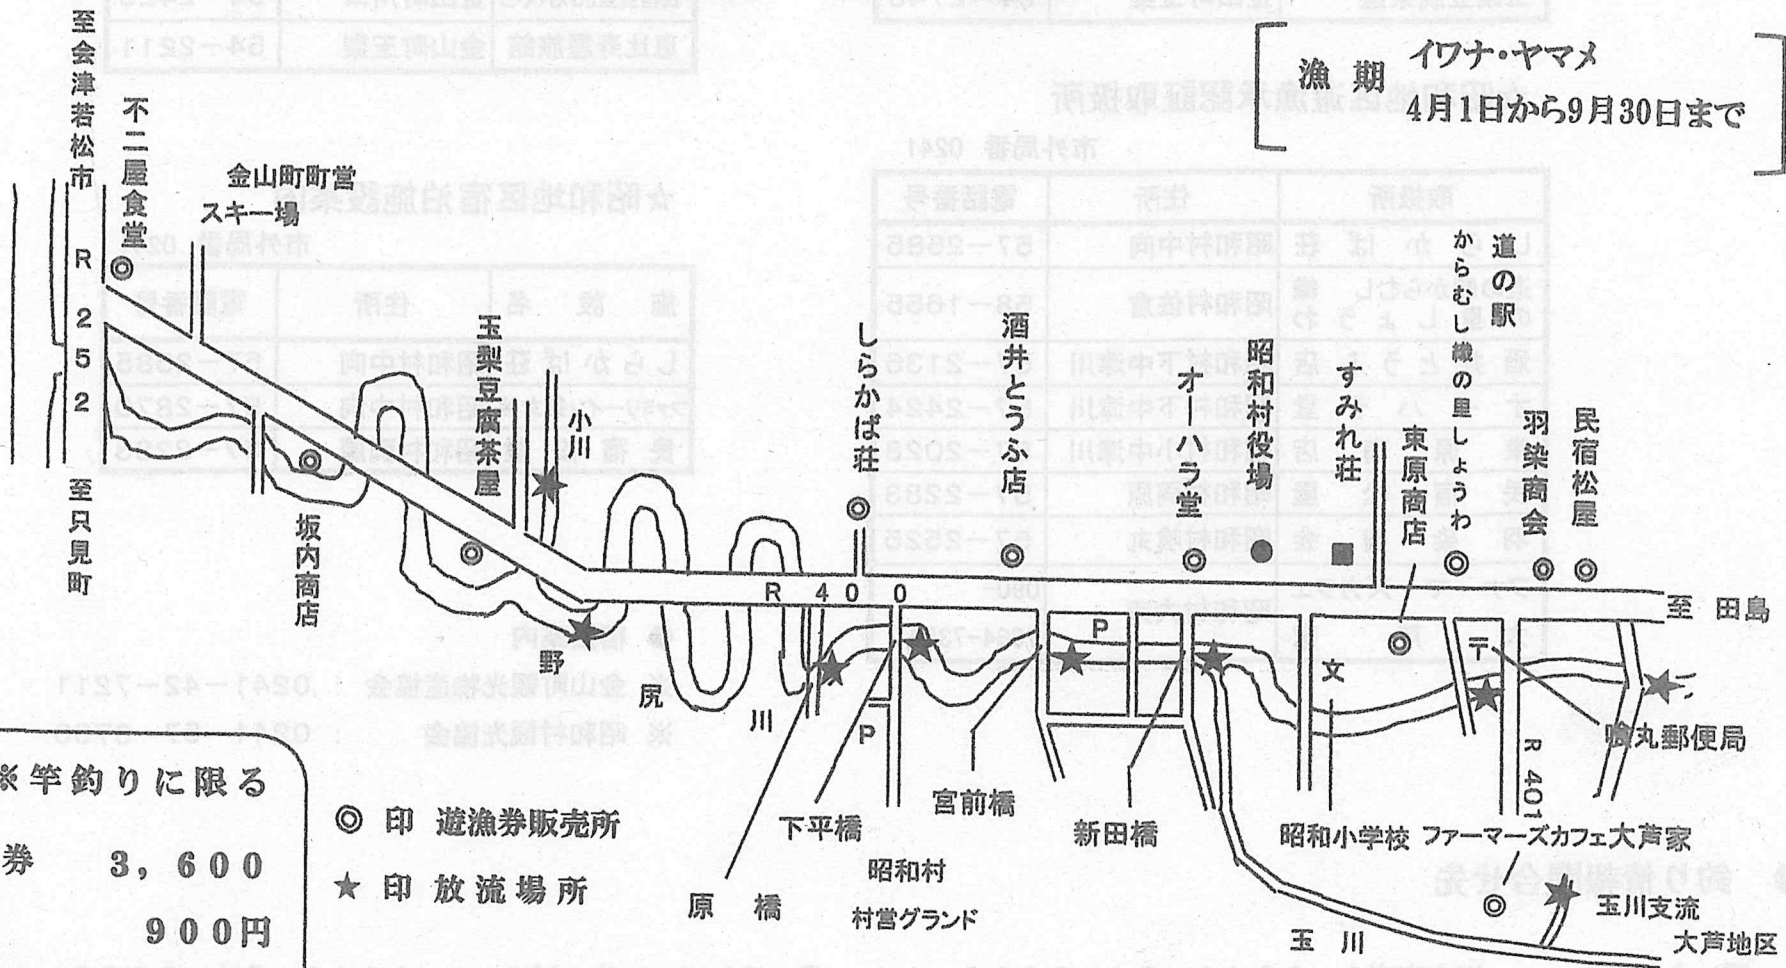 至会津若松市
不二屋食堂
金山町町営
スキー場
漁期
イワナ・ヤマメ
4月1日から9月30日まで
R252
至只見町
坂内商店
玉梨豆腐茶屋
小川
しらかば荘
酒井とうふ店
オーハラ堂
昭和村役場
すみれ荘
東原商店
道の駅
からむし織の里しょうわ
羽染商会
民宿松屋
R400
至 田島
野尻川
P
P
文
〒
喰丸郵便局
R401
原橋
下平橋
昭和村
村営グランド
宮前橋
新田橋
昭和小学校
ファーマーズカフェ大芦家
玉川支流
大芦地区
玉川
※竿釣りに限る
券 3,600
900円
◎ 印 遊漁券販売所
★ 印 放流場所